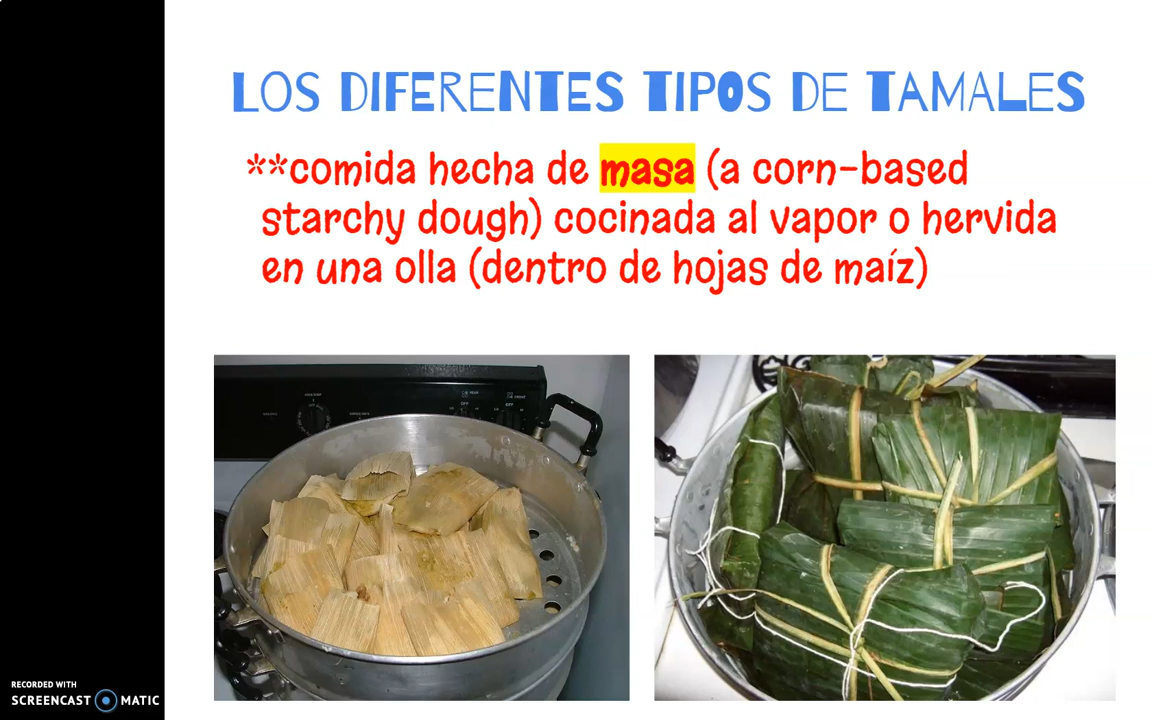 LOS DIFERENTES TIPOS DE TAMALES
**comida hecha de masa (a corn-based
starchy dough) cocinada al vapor o hervida
en una olla (dentro de hojas de maíz)
RECORDED WITH
SCREENCAST MATIC